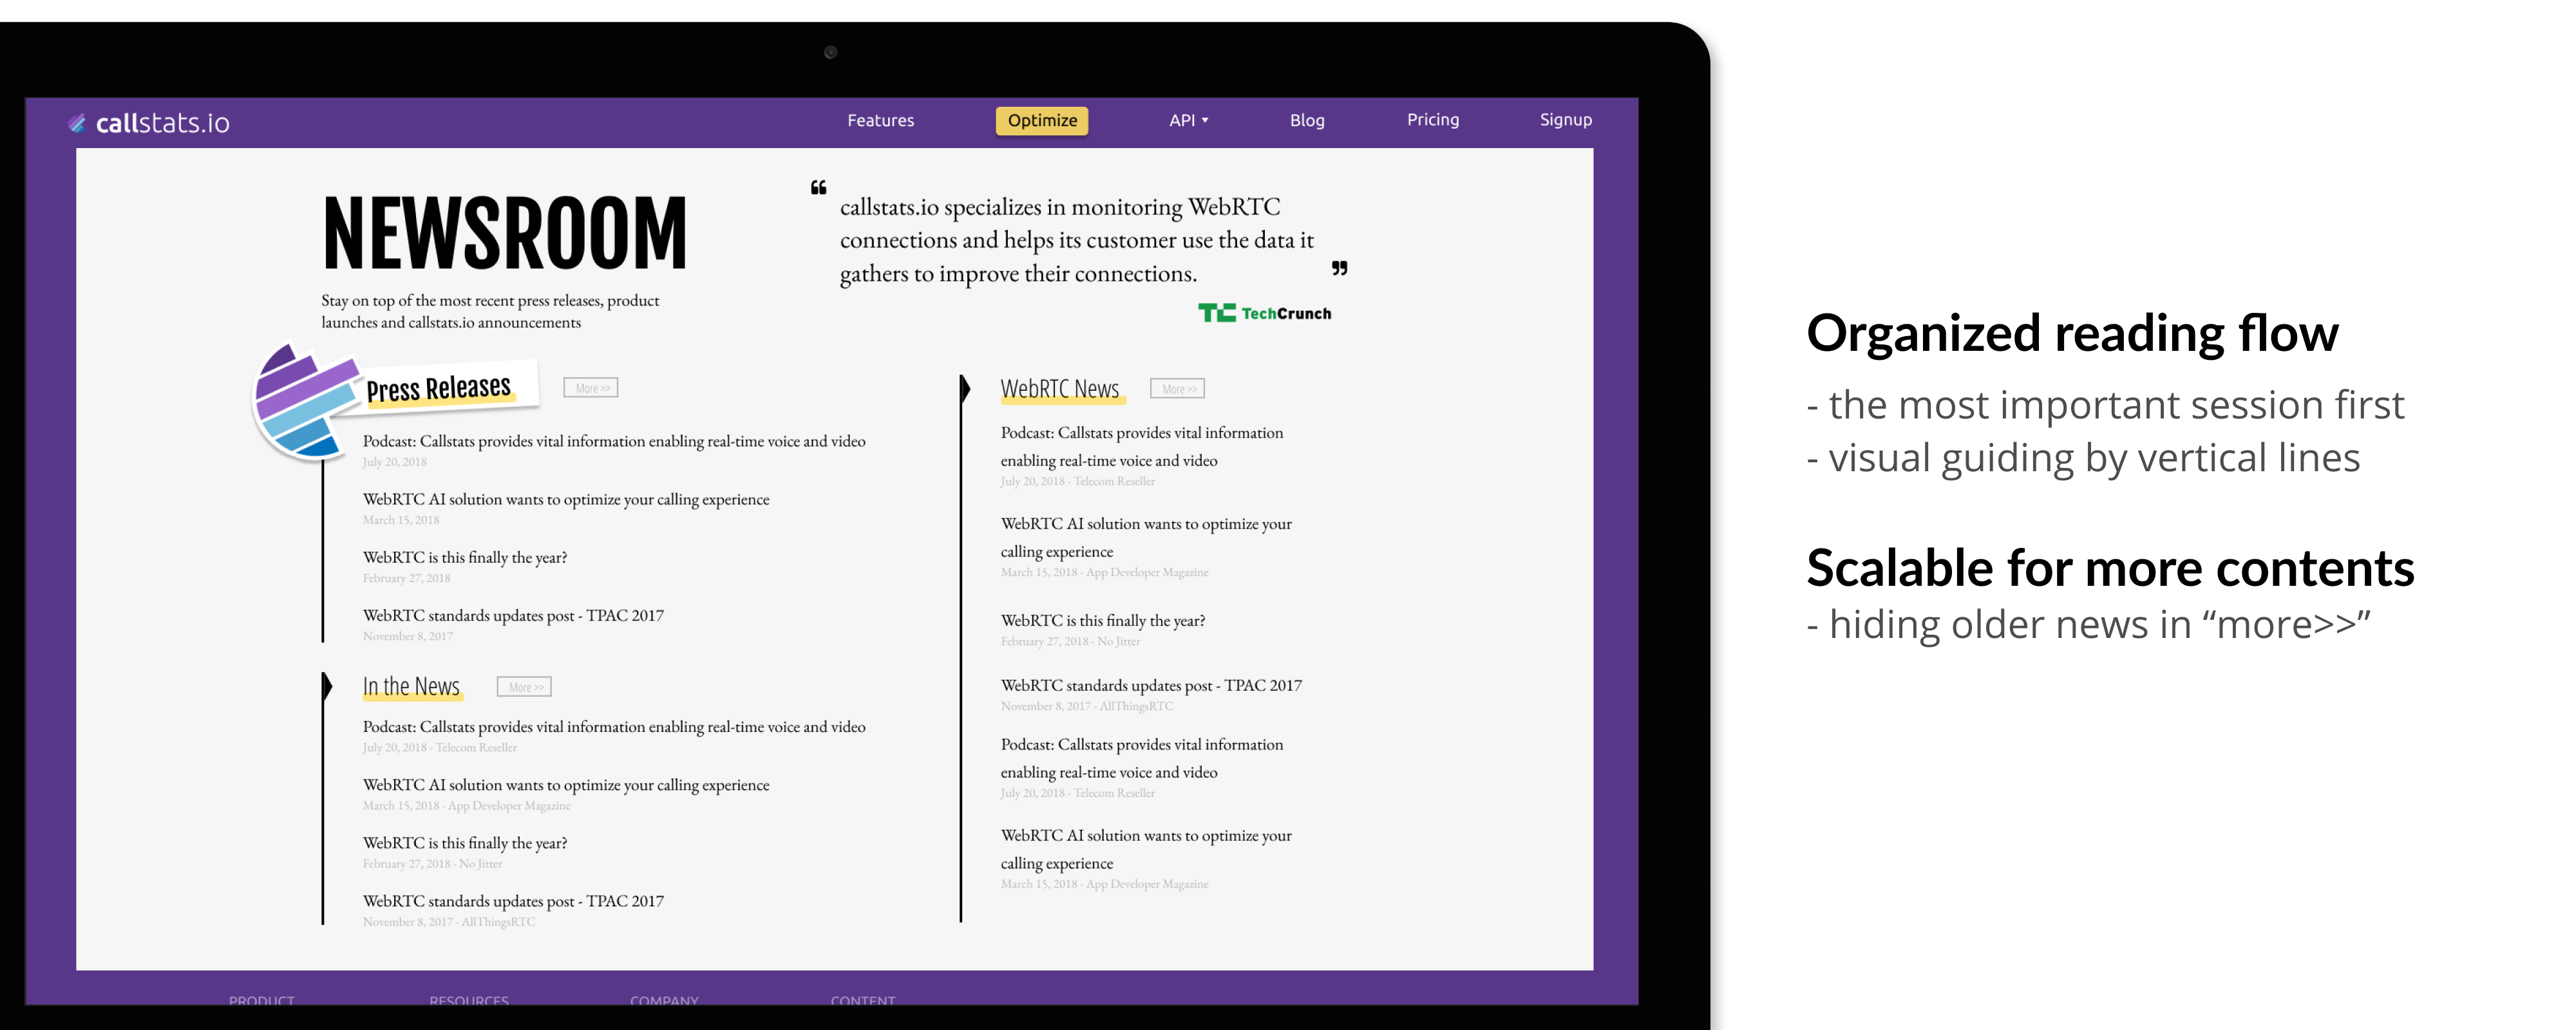 callstats.io
Features
Optimize
API
Blog
Pricing
Signup
NEWSROOM
Stay on top of the most recent press releases, product
launches and callstats.io announcements
“
callstats.io specializes in monitoring WebRTC
connections and helps its customer use the data it
gathers to improve their connections.
”
TC TechCrunch
Press Releases
More >>
Podcast: Callstats provides vital information enabling real-time voice and video
July 20, 2018
WebRTC AI solution wants to optimize your calling experience
March 15, 2018
WebRTC is this finally the year?
February 27, 2018
WebRTC standards updates post - TPAC 2017
November 8, 2017
In the News
More >>
Podcast: Callstats provides vital information enabling real-time voice and video
July 20, 2018 - Telecom Reseller
WebRTC AI solution wants to optimize your calling experience
March 15, 2018 - App Developer Magazine
WebRTC is this finally the year?
February 27, 2018 - No Jitter
WebRTC standards updates post - TPAC 2017
November 8, 2017 - AllThingsRTC
WebRTC News
More >>
Podcast: Callstats provides vital information
enabling real-time voice and video
July 20, 2018 - Telecom Reseller
WebRTC AI solution wants to optimize your
calling experience
March 15, 2018 - App Developer Magazine
WebRTC is this finally the year?
February 27, 2018 - No Jitter
WebRTC standards updates post - TPAC 2017
November 8, 2017 - AllThingsRTC
Podcast: Callstats provides vital information
enabling real-time voice and video
July 20, 2018 - Telecom Reseller
WebRTC AI solution wants to optimize your
calling experience
March 15, 2018 - App Developer Magazine
PRODUCT
RESOURCES
COMPANY
CONTENT
Organized reading flow
- the most important session first
- visual guiding by vertical lines
Scalable for more contents
- hiding older news in “more>>”